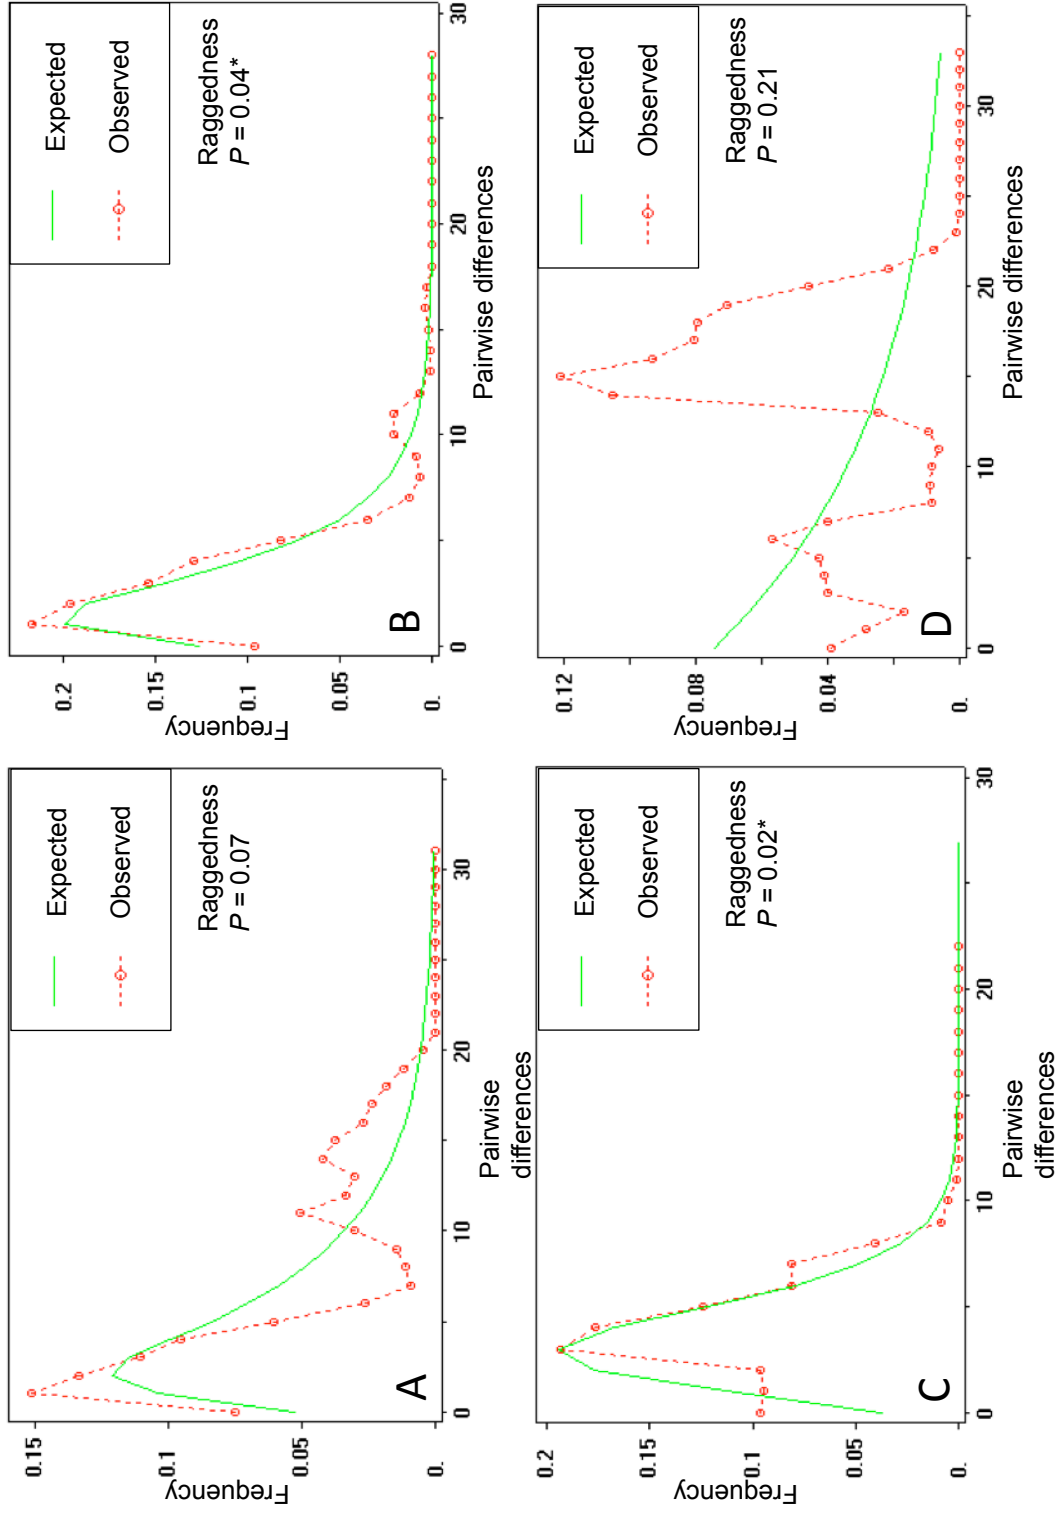 A
Frequency
0.15
0.1
0.05
0.
Expected
Observed
Raggedness
P = 0.07
0 10 20 30
Pairwise
differences
B
Frequency
0.2
0.15
0.1
0.05
0.
Expected
Observed
Raggedness
P = 0.04*
0 10 20 30
Pairwise differences
C
Frequency
0.2
0.15
0.1
0.05
0.
Expected
Observed
Raggedness
P = 0.02*
0 10 20 30
Pairwise
differences
D
Frequency
0.12
0.08
0.04
0.
Expected
Observed
Raggedness
P = 0.21
0 10 20 30
Pairwise differences